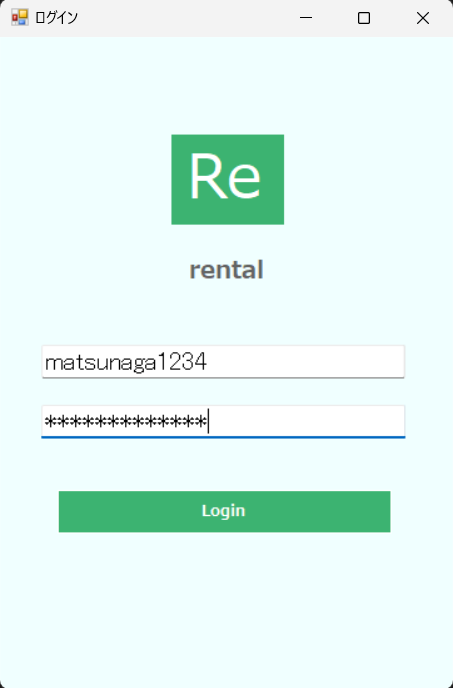 ログイン
Re
rental
matsunaga1234
*************
Login